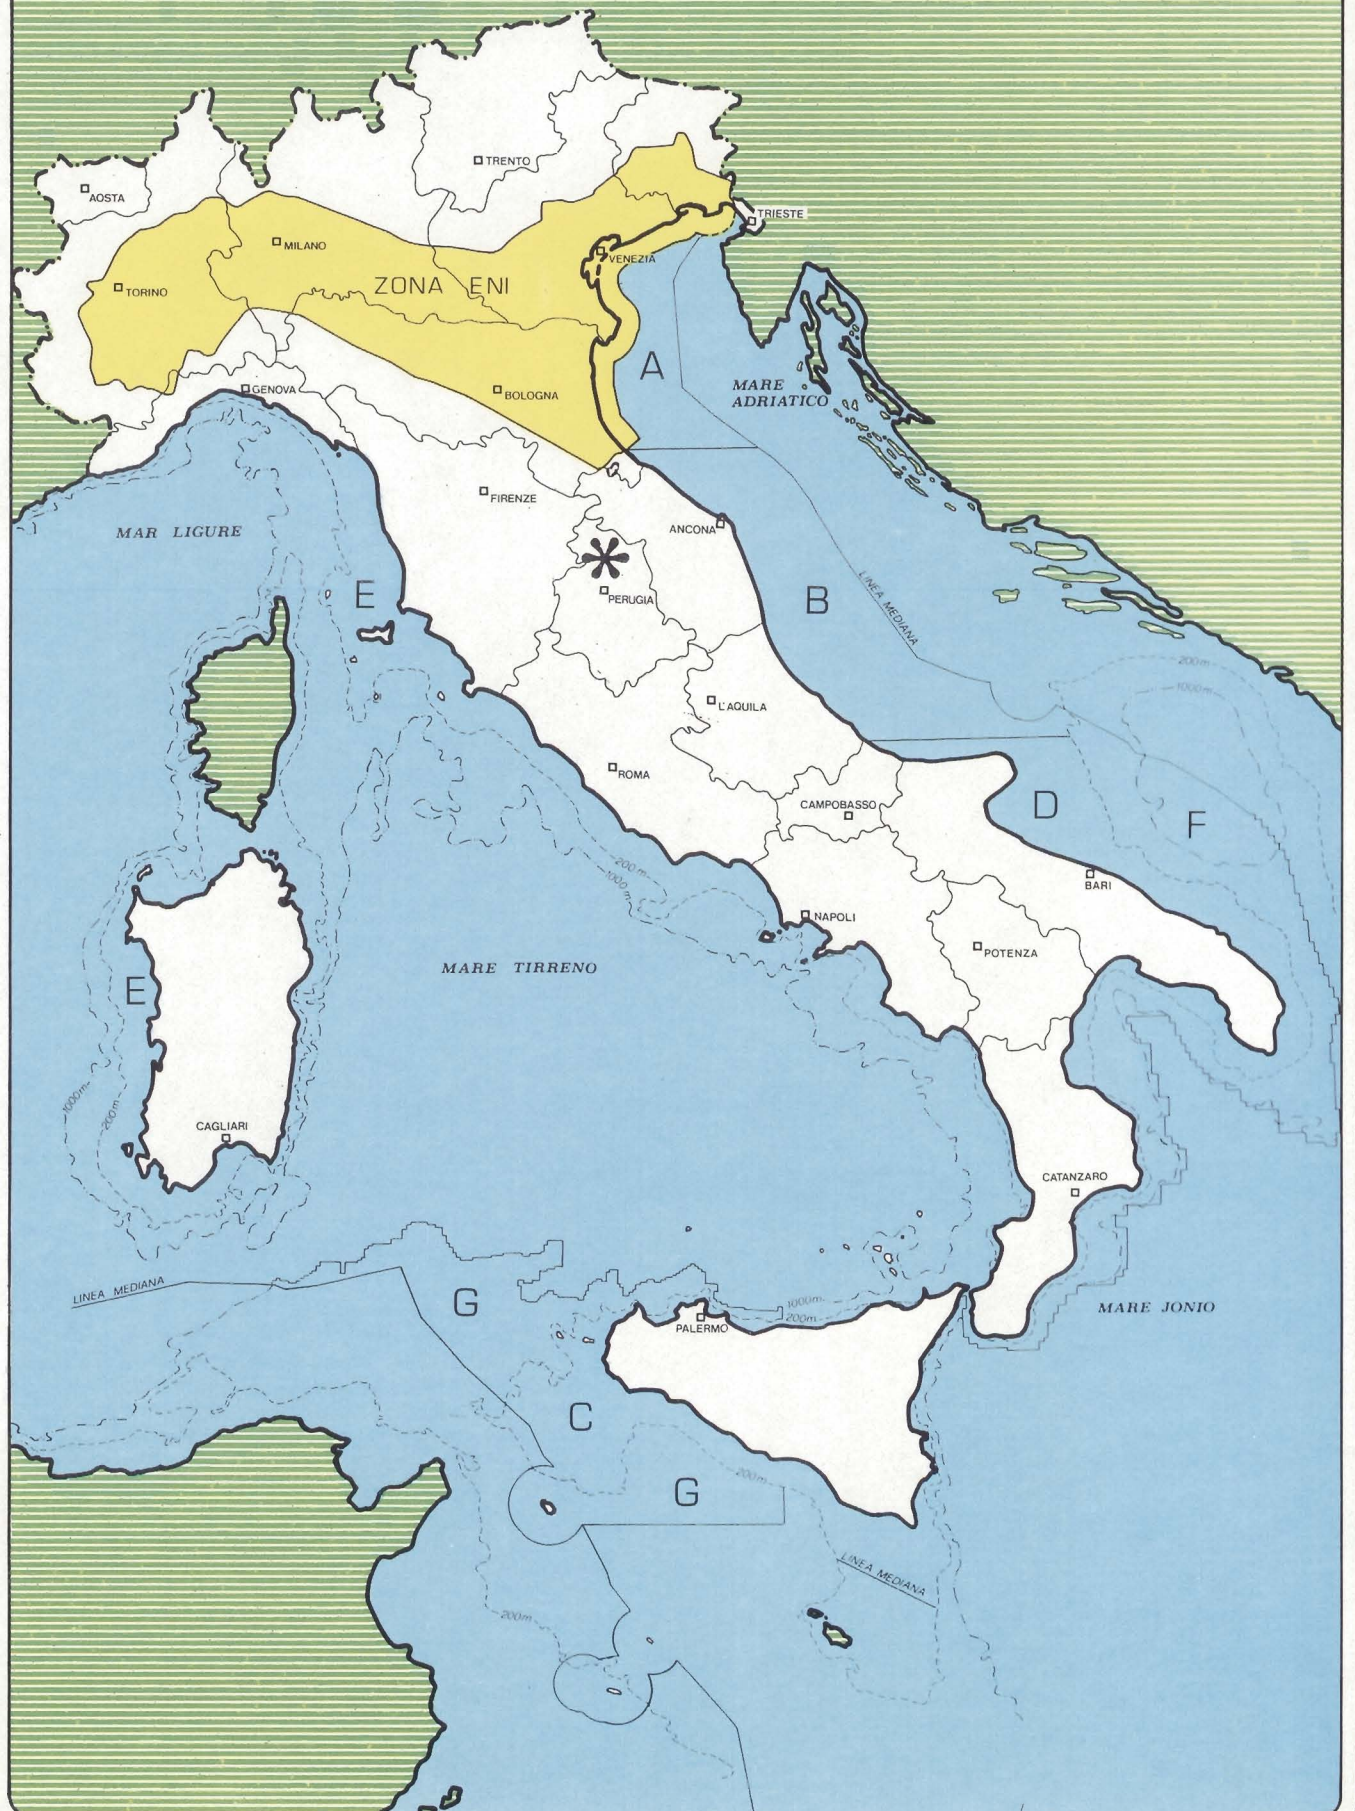 TRENTO
AOSTA
TRIESTE
MILANO
VENEZIA
ZONA ENI
TORINO
A
MARE
ADRIATICO
GENOVA
BOLOGNA
FIRENZE
MAR LIGURE
ANCONA
E
*
PERUGIA
B
LINEA MEDIANA
200m
1000m
L'AQUILA
ROMA
CAMPOBASSO
D
F
200m
1000m
BARI
NAPOLI
POTENZA
MARE TIRRENO
E
1000m
200m
CAGLIARI
CATANZARO
LINEA MEDIANA
G
1000m
200m
MARE JONIO
PALERMO
C
200m
G
LINEA MEDIANA
200m